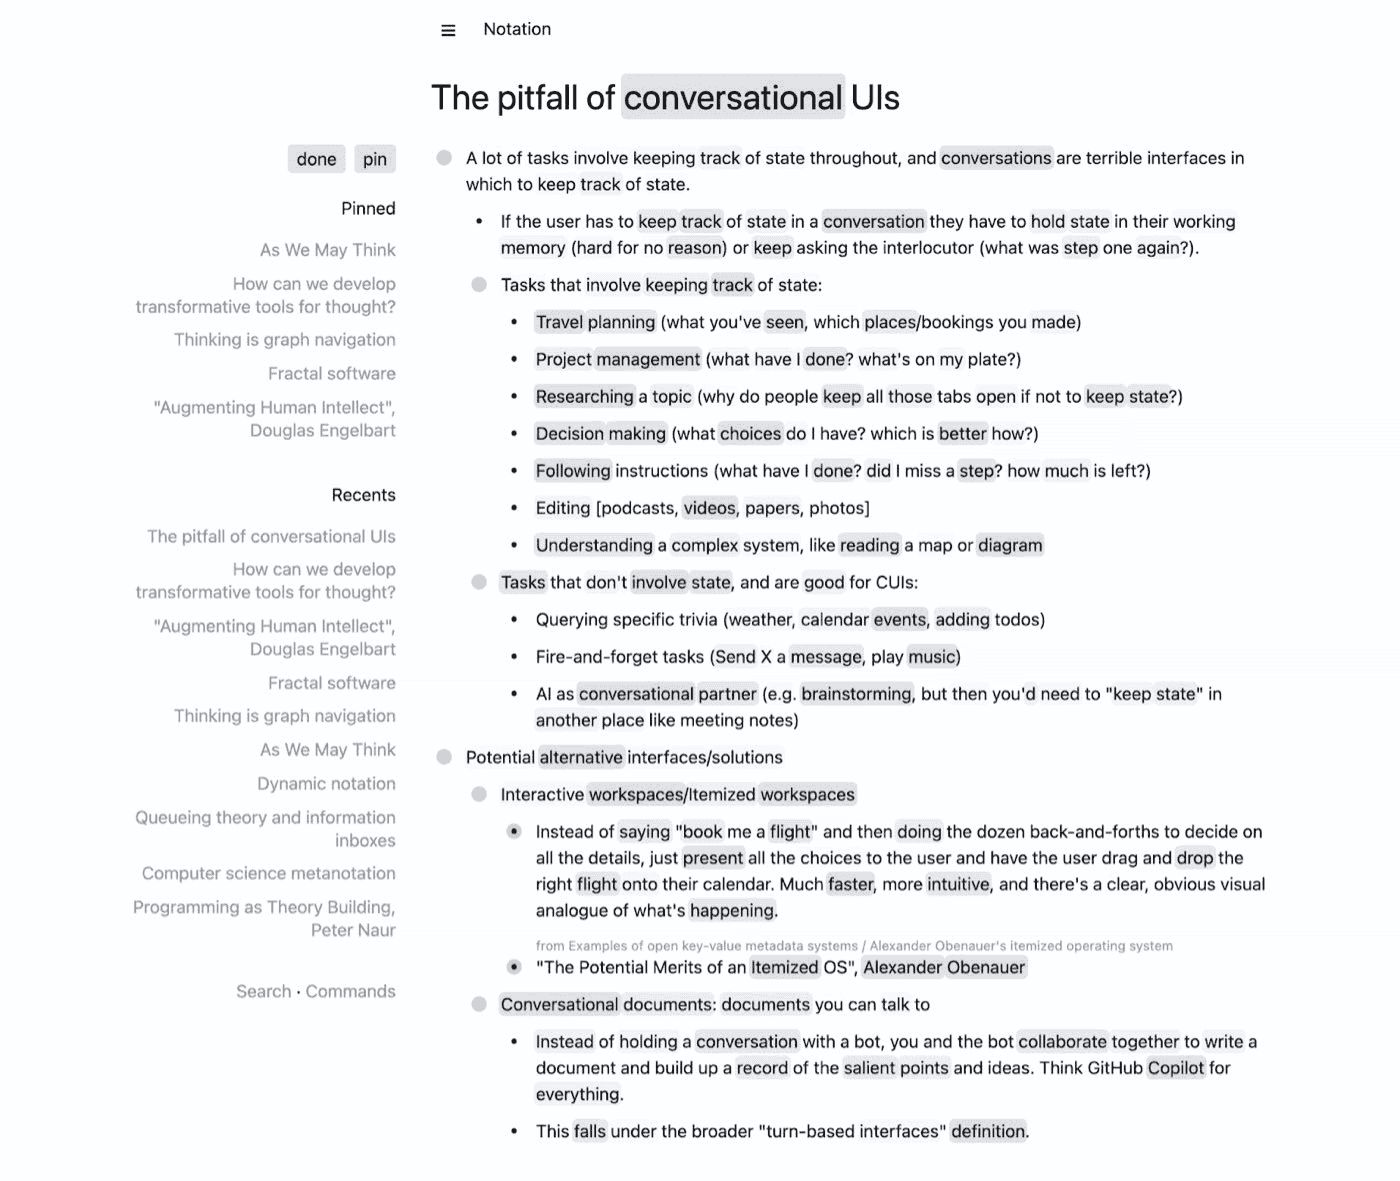 Notation
The pitfall of conversational UIs
done pin
Pinned
As We May Think
How can we develop
transformative tools for thought?
Thinking is graph navigation
Fractal software
"Augmenting Human Intellect",
Douglas Engelbart
Recents
The pitfall of conversational UIs
How can we develop
transformative tools for thought?
"Augmenting Human Intellect",
Douglas Engelbart
Fractal software
Thinking is graph navigation
As We May Think
Dynamic notation
Queueing theory and information
inboxes
Computer science metanotation
Programming as Theory Building,
Peter Naur
Search · Commands
A lot of tasks involve keeping track of state throughout, and conversations are terrible interfaces in
which to keep track of state.
• If the user has to keep track of state in a conversation they have to hold state in their working
memory (hard for no reason) or keep asking the interlocutor (what was step one again?).
Tasks that involve keeping track of state:
• Travel planning (what you've seen, which places/bookings you made)
• Project management (what have I done? what's on my plate?)
• Researching a topic (why do people keep all those tabs open if not to keep state?)
• Decision making (what choices do I have? which is better how?)
• Following instructions (what have I done? did I miss a step? how much is left?)
• Editing [podcasts, videos, papers, photos]
• Understanding a complex system, like reading a map or diagram
Tasks that don't involve state, and are good for CUIs:
• Querying specific trivia (weather, calendar events, adding todos)
• Fire-and-forget tasks (Send X a message, play music)
• AI as conversational partner (e.g. brainstorming, but then you'd need to "keep state" in
another place like meeting notes)
Potential alternative interfaces/solutions
Interactive workspaces/Itemized workspaces
• Instead of saying "book me a flight" and then doing the dozen back-and-forths to decide on
all the details, just present all the choices to the user and have the user drag and drop the
right flight onto their calendar. Much faster, more intuitive, and there's a clear, obvious visual
analogue of what's happening.
from Examples of open key-value metadata systems / Alexander Obenauer's itemized operating system
• "The Potential Merits of an Itemized OS", Alexander Obenauer
Conversational documents: documents you can talk to
• Instead of holding a conversation with a bot, you and the bot collaborate together to write a
document and build up a record of the salient points and ideas. Think GitHub Copilot for
everything.
• This falls under the broader "turn-based interfaces" definition.